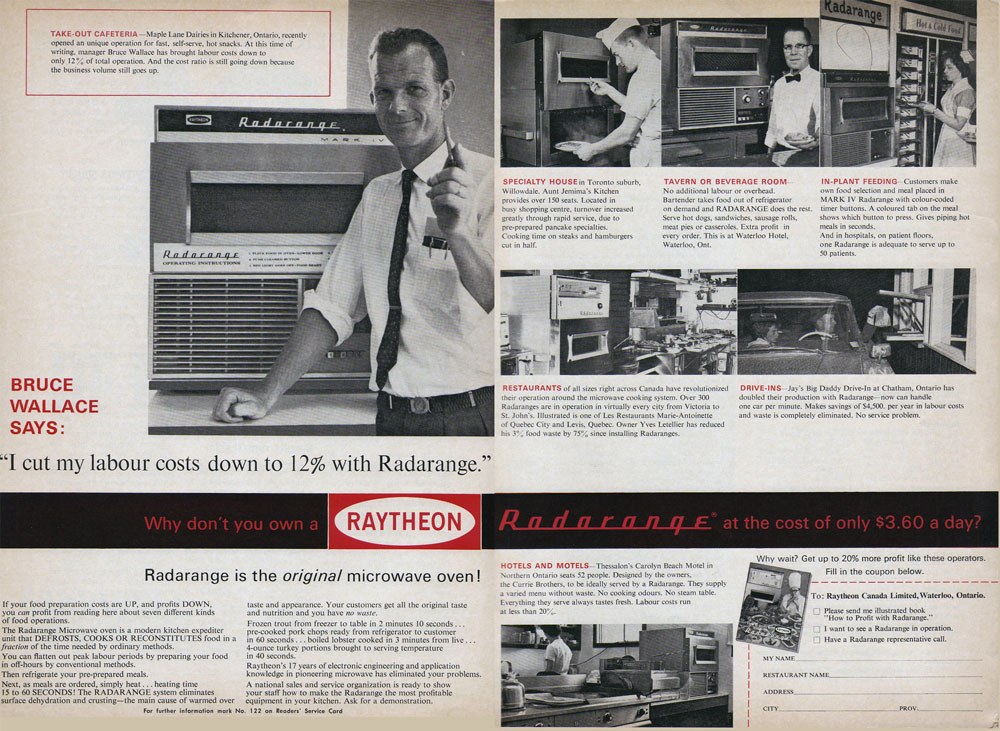 TAKE-OUT CAFETERIA—Maple Lane Dairies in Kitchener, Ontario, recently
opened an unique operation for fast, self-serve, hot snacks. At this time of
writing, manager Bruce Wallace has brought labour costs down to
only 12% of total operation. And the cost ratio is still going down because
the business volume still goes up.
RAYTHEON
Radarange.
MARK IV
Radarange
OPERATING INSTRUCTIONS
BRUCE
WALLACE
SAYS:
“I cut my labour costs down to 12% with Radarange.”
Radarange
Radarange
Hot & Cold Food
SPECIALTY HOUSE in Toronto suburb,
Willowdale. Aunt Jemima's Kitchen
provides over 150 seats. Located in
busy shopping centre, turnover increased
greatly through rapid service, due to
pre-prepared pancake specialties.
Cooking time on steaks and hamburgers
cut in half.
TAVERN OR BEVERAGE ROOM—
No additional labour or overhead.
Bartender takes food out of refrigerator
on demand and RADARANGE does the rest.
Serve hot dogs, sandwiches, sausage rolls,
meat pies or casseroles. Extra profit in
every order. This is at Waterloo Hotel,
Waterloo, Ont.
IN-PLANT FEEDING—Customers make
own food selection and meal placed in
MARK IV Radarange with colour-coded
timer buttons. A coloured tab on the meal
shows which button to press. Gives piping hot
meals in seconds.
And in hospitals, on patient floors,
one Radarange is adequate to serve up to
50 patients.
RESTAURANTS of all sizes right across Canada have revolutionized
their operation around the microwave cooking system. Over 300
Radaranges are in operation in virtually every city from Victoria to
St. John's. Illustrated is one of Les Restaurants Marie-Antoinette
of Quebec City and Levis, Quebec. Owner Yves Letellier has reduced
his 3% food waste by 75% since installing Radaranges.
DRIVE-INS—Jay's Big Daddy Drive-In at Chatham, Ontario has
doubled their production with Radarange—now can handle
one car per minute. Makes savings of $4,500. per year in labour costs
and waste is completely eliminated. No service problem.
Why don't you own a RAYTHEON Radarange® at the cost of only $3.60 a day?
Radarange is the original microwave oven!
If your food preparation costs are UP, and profits DOWN,
you can profit from reading here about seven different kinds
of food operations.
The Radarange Microwave oven is a modern kitchen expediter
unit that DEFROSTS, COOKS OR RECONSTITUTES food in a
fraction of the time needed by ordinary methods.
You can flatten out peak labour periods by preparing your food
in off-hours by conventional methods.
Then refrigerate your pre-prepared meals.
Next, as meals are ordered, simply heat . . . heating time
15 to 60 SECONDS! The RADARANGE system eliminates
surface dehydration and crusting—the main cause of warmed over
taste and appearance. Your customers get all the original taste
and nutrition and you have no waste.
Frozen trout from freezer to table in 2 minutes 10 seconds . . .
pre-cooked pork chops ready from refrigerator to customer
in 60 seconds . . . boiled lobster cooked in 3 minutes from live . . .
4-ounce turkey portions brought to serving temperature
in 40 seconds.
Raytheon's 17 years of electronic engineering and application
knowledge in pioneering microwave has eliminated your problems.
A national sales and service organization is ready to show
your staff how to make the Radarange the most profitable
equipment in your kitchen. Ask for a demonstration.
For further information mark No. 122 on Readers' Service Card
HOTELS AND MOTELS—Thessalon's Carolyn Beach Motel in
Northern Ontario seats 52 people. Designed by the owners,
the Currie Brothers, to be ideally served by a Radarange. They supply
a varied menu without waste. No cooking odours. No steam table.
Everything they serve always tastes fresh. Labour costs run
at less than 20%.
Why wait? Get up to 20% more profit like these operators.
Fill in the coupon below.
To: Raytheon Canada Limited, Waterloo, Ontario.
Please send me illustrated book
"How to Profit with Radarange."
I want to see a Radarange in operation.
Have a Radarange representative call.
MY NAME
RESTAURANT NAME
ADDRESS
CITY PROV.